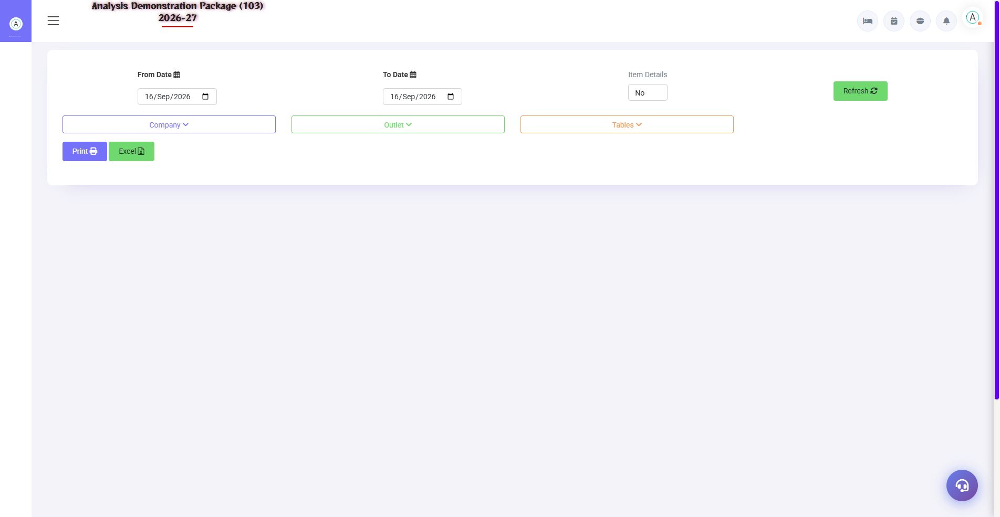 Analysis Demonstration Package (103)
2026-27
A
A
From Date
To Date
Item Details
16/Sep/2026
16/Sep/2026
No
Refresh
Company
Outlet
Tables
Print
Excel